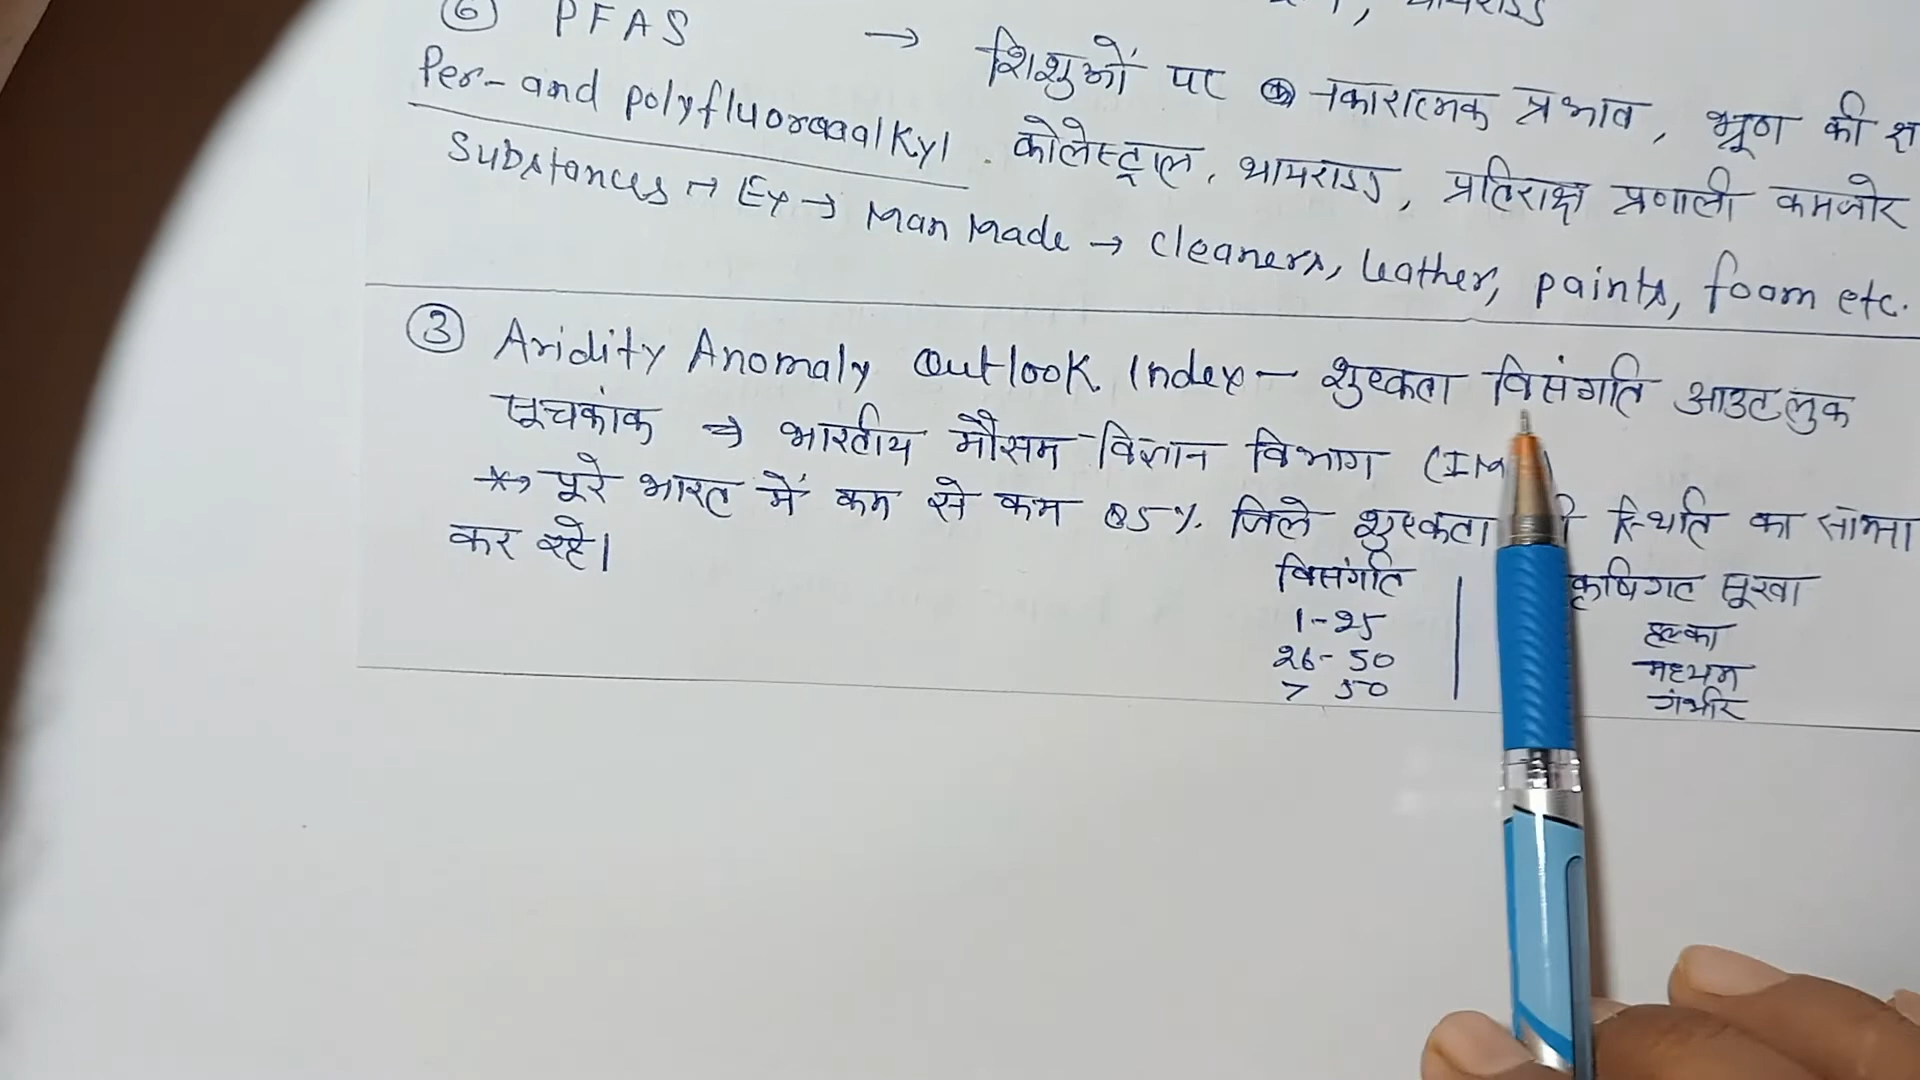 ⑥ PFAS → शिशुओं पर नकारात्मक प्रभाव, भ्रूण की
Per- and polyfluoroalkyl कोलेस्ट्राल, थायराइड, प्रतिरक्षा प्रणाली कमजोर
Substances → Ex → Man Made → cleaners, leather, paints, foam etc.
③ Aridity Anomaly Outlook Index - शुष्कता विसंगति आउटलुक
सूचकांक → भारतीय मौसम विज्ञान विभाग
*→ पूरे भारत में कम से कम 85% जिले शुष्कता स्थिति का
कर रहे।
विसंगति | कृषिगत सूखा
1-25 हल्का
26-50 मध्यम
> 50 गंभीर